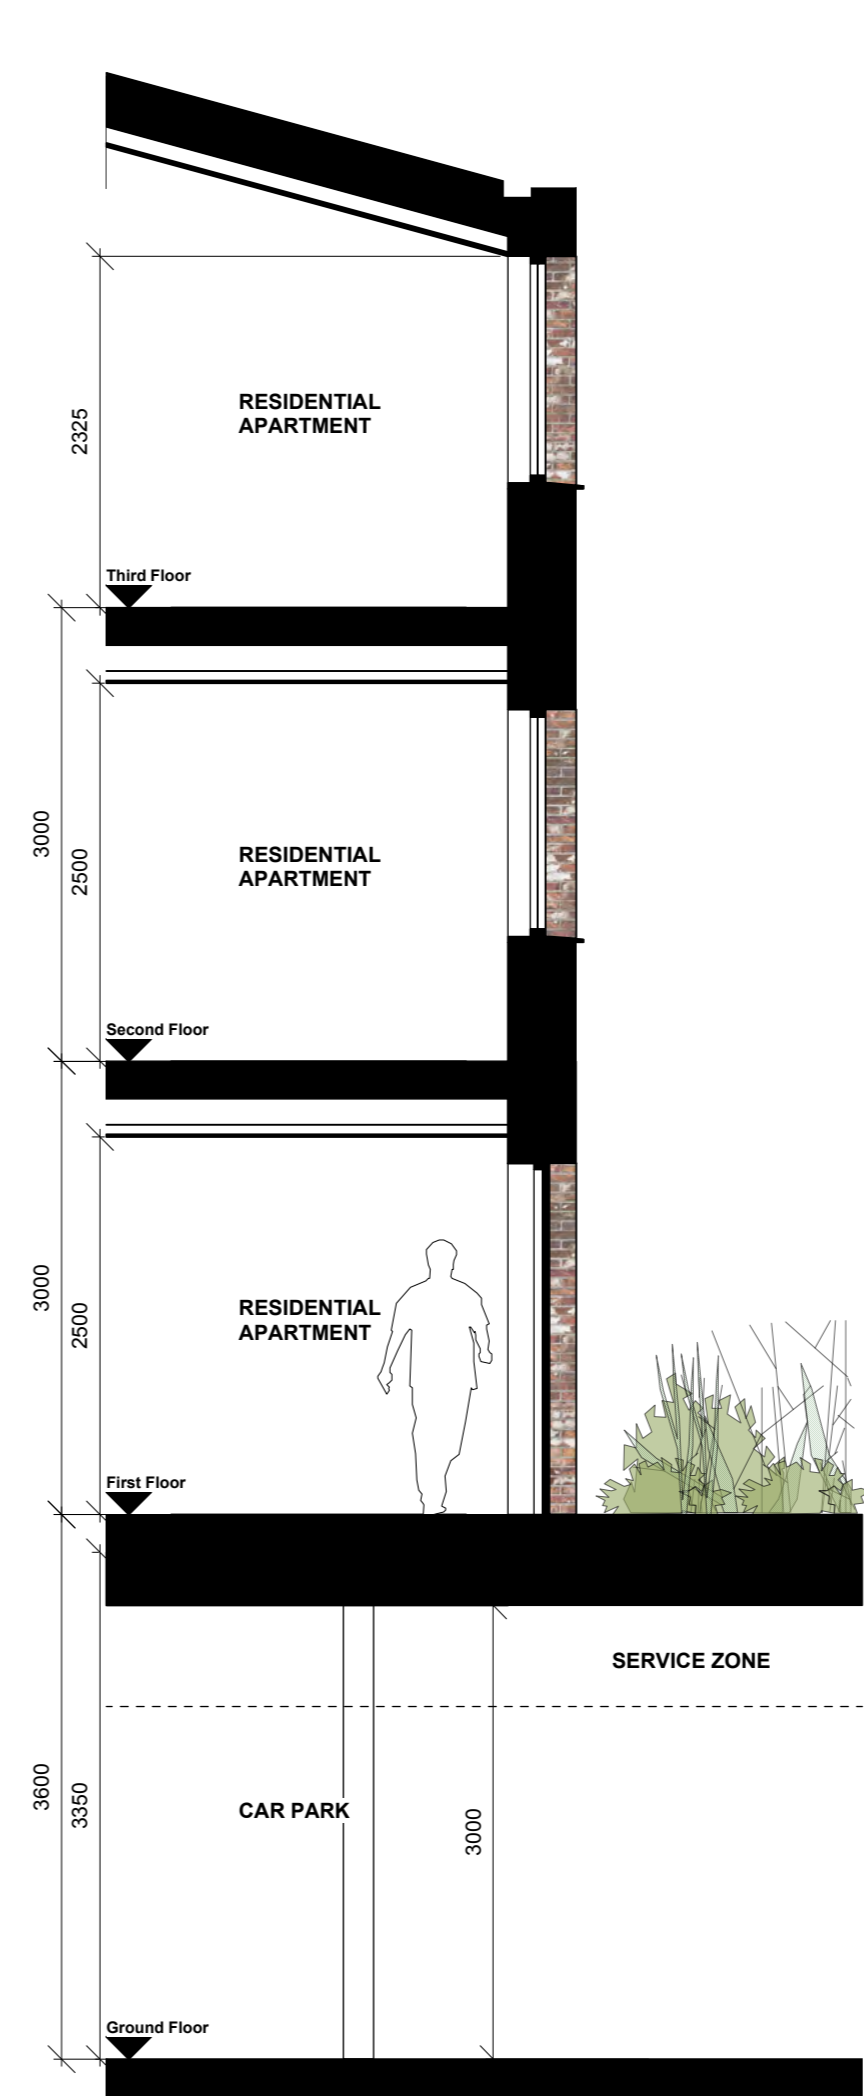 RESIDENTIAL
APARTMENT
2325
Third Floor
3000
2500
RESIDENTIAL
APARTMENT
Second Floor
3000
2500
RESIDENTIAL
APARTMENT
First Floor
SERVICE ZONE
3600
3350
CAR PARK
3000
Ground Floor